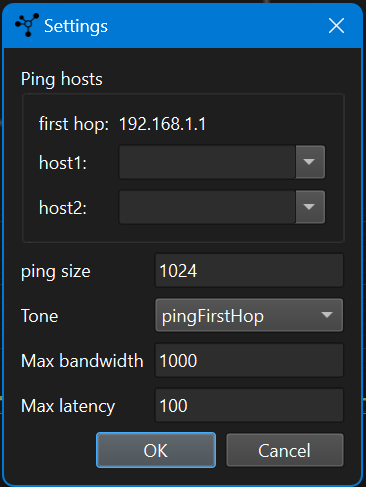 Settings
Ping hosts
first hop: 192.168.1.1
host1:
host2:
ping size 1024
Tone pingFirstHop
Max bandwidth 1000
Max latency 100
OK Cancel